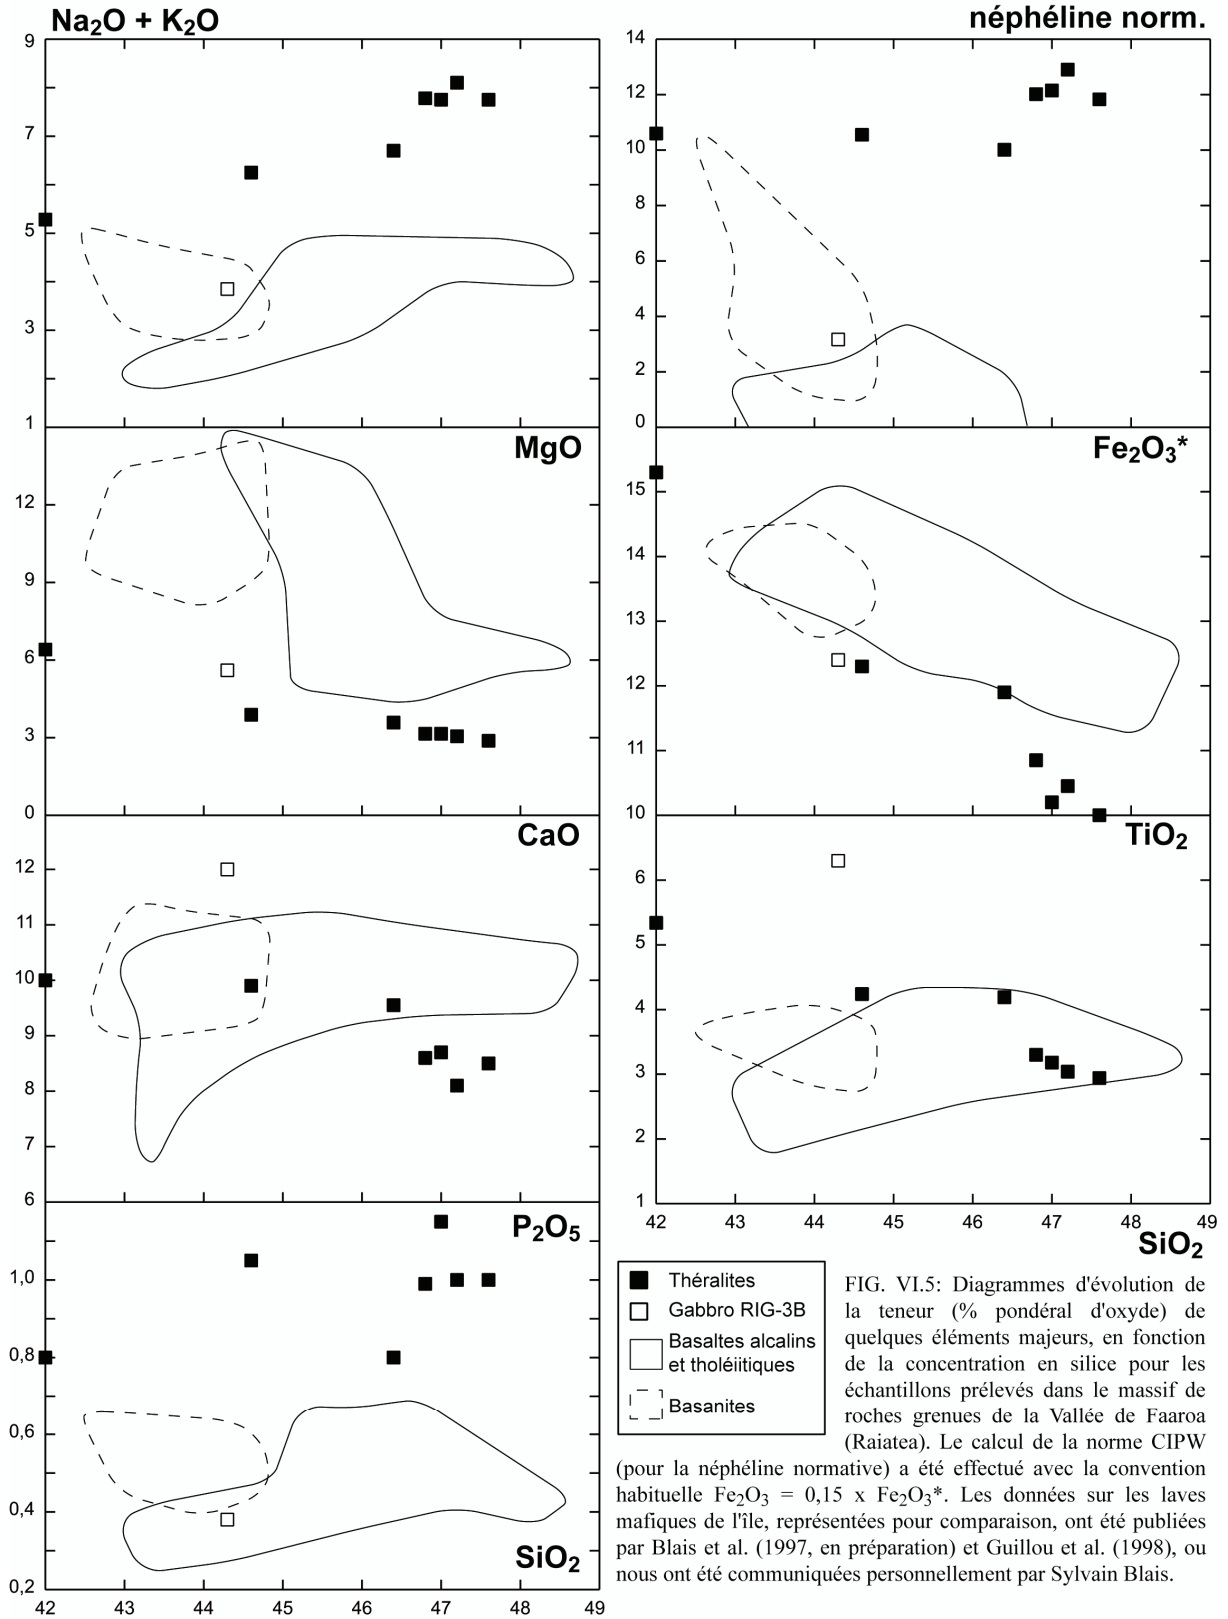 Na₂O + K₂O
9
7
5
3
1
MgO
12
9
6
3
0
CaO
12
11
10
9
8
7
6
P₂O₅
1,0
0,8
0,6
0,4
0,2
SiO₂
42 43 44 45 46 47 48 49
néphéline norm.
14
12
10
8
6
4
2
0
Fe₂O₃*
15
14
13
12
11
10
TiO₂
6
5
4
3
2
1
42 43 44 45 46 47 48 49
SiO₂
Théralites
Gabbro RIG-3B
Basaltes alcalins
et tholéiitiques
Basanites
FIG. VI.5: Diagrammes d'évolution de
la teneur (% pondéral d'oxyde) de
quelques éléments majeurs, en fonction
de la concentration en silice pour les
échantillons prélevés dans le massif de
roches grenues de la Vallée de Faaroa
(Raiatea). Le calcul de la norme CIPW
(pour la néphéline normative) a été effectué avec la convention
habituelle Fe₂O₃ = 0,15 x Fe₂O₃*. Les données sur les laves
mafiques de l'île, représentées pour comparaison, ont été publiées
par Blais et al. (1997, en préparation) et Guillou et al. (1998), ou
nous ont été communiquées personnellement par Sylvain Blais.